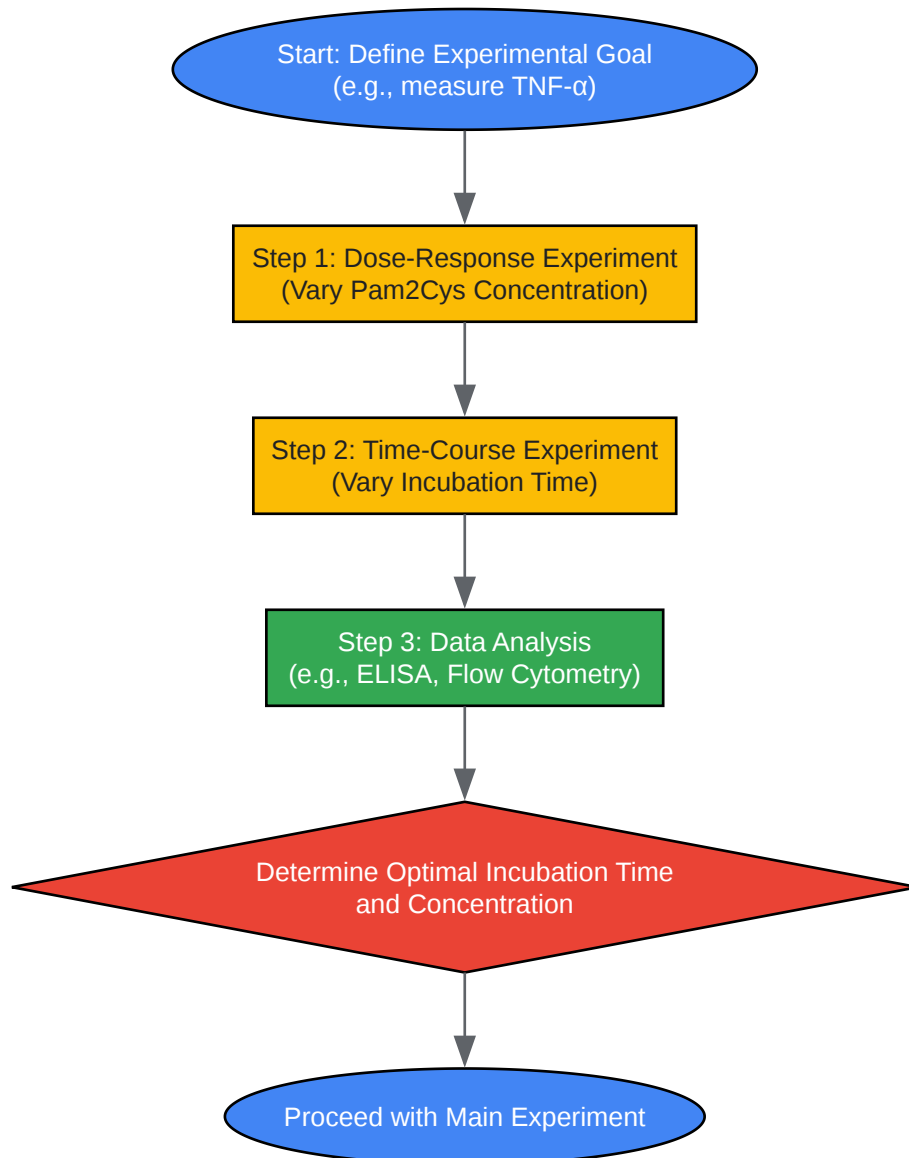 Start: Define Experimental Goal
(e.g., measure TNF-α)
Step 1: Dose-Response Experiment
(Vary Pam2Cys Concentration)
Step 2: Time-Course Experiment
(Vary Incubation Time)
Step 3: Data Analysis
(e.g., ELISA, Flow Cytometry)
Determine Optimal Incubation Time
and Concentration
Proceed with Main Experiment